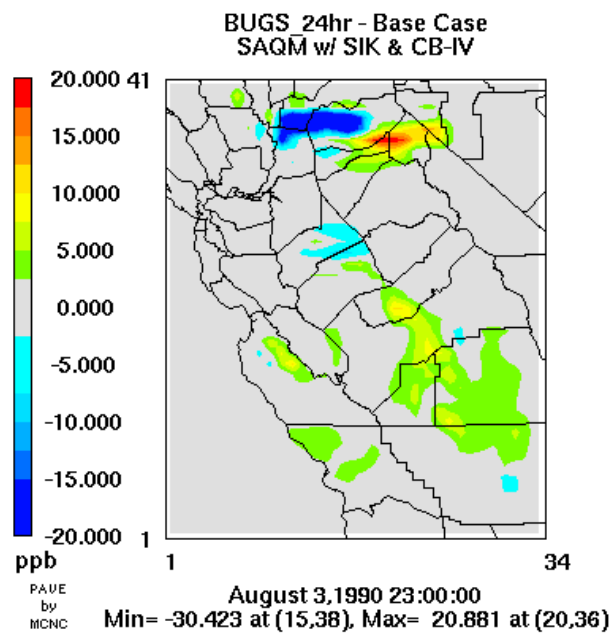 BUGS_24hr - Base Case
SAQM w/ SIK & CB-IV
20.000
15.000
10.000
5.000
0.000
-5.000
-10.000
-15.000
-20.000
ppb
41
1
1
34
PAVE
by
MCNC
August 3,1990 23:00:00
Min= -30.423 at (15,38), Max= 20.881 at (20,36)